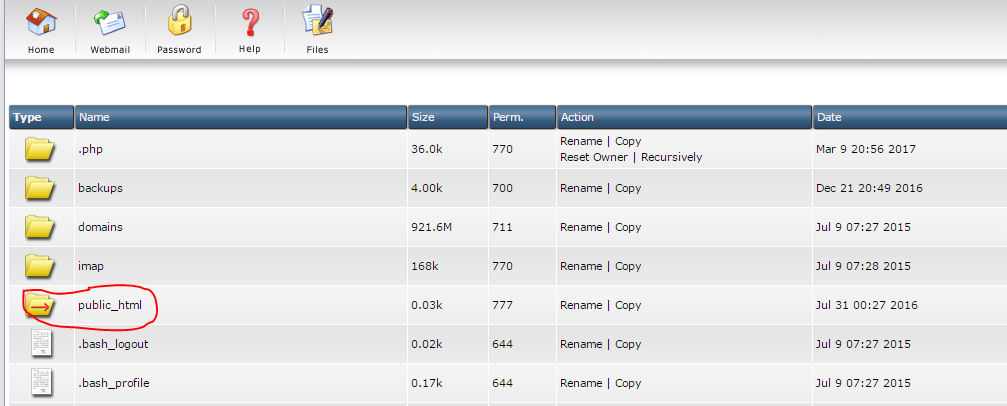 Home Webmail Password Help Files
Type Name Size Perm. Action Date
.php 36.0k 770 Rename | Copy Mar 9 20:56 2017
Reset Owner | Recursively
backups 4.00k 700 Rename | Copy Dec 21 20:49 2016
domains 921.6M 711 Rename | Copy Jul 9 07:27 2015
imap 168k 770 Rename | Copy Jul 9 07:28 2015
public_html 0.03k 777 Rename | Copy Jul 31 00:27 2016
.bash_logout 0.02k 644 Rename | Copy Jul 9 07:27 2015
.bash_profile 0.17k 644 Rename | Copy Jul 9 07:27 2015